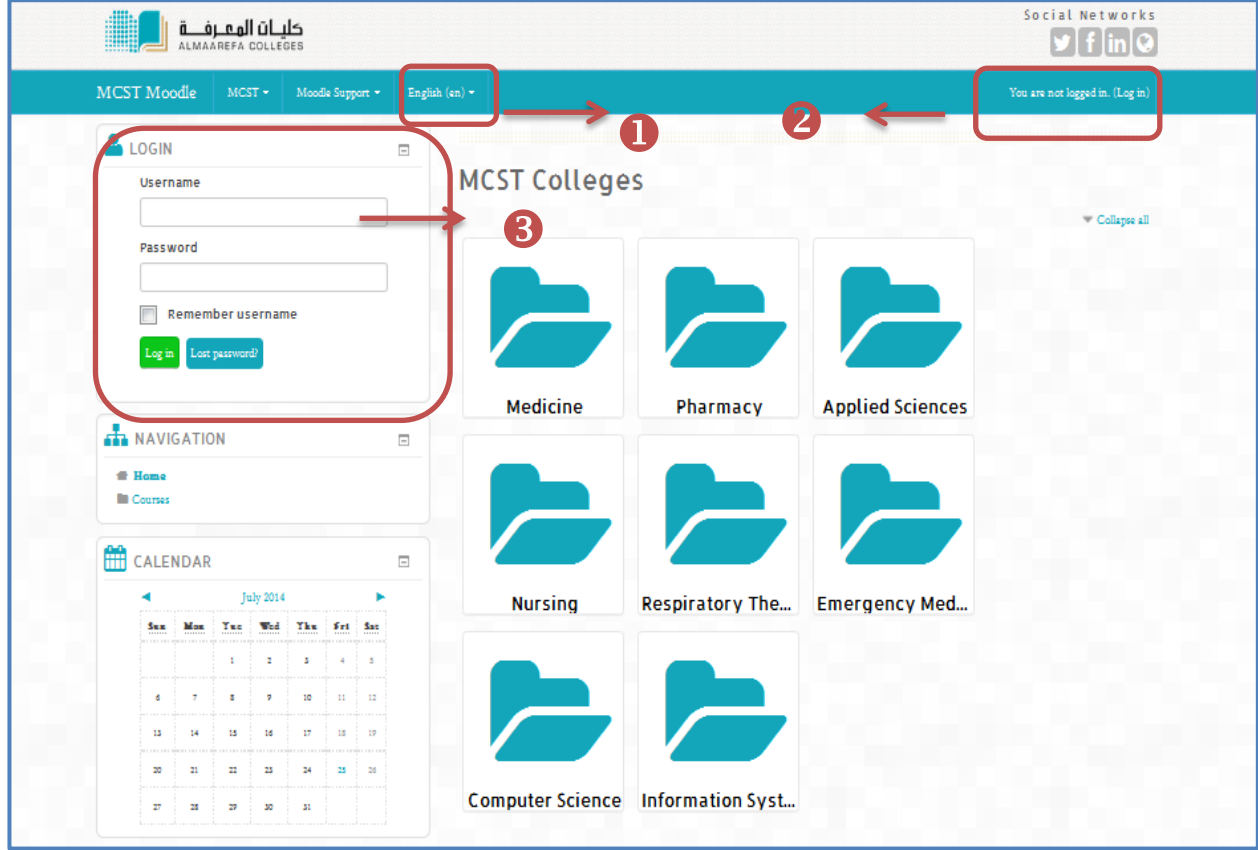 كليات المعرفة
ALMAAREFA COLLEGES
Social Networks
MCST Moodle MCST Moodle Support English (en) You are not logged in. (Log in)
1
2
LOGIN
Username
Password
Remember username
Log in Lost password?
MCST Colleges
3
Collapse all
Medicine Pharmacy Applied Sciences
Nursing Respiratory The... Emergency Med...
Computer Science Information Syst...
NAVIGATION
Home
Courses
CALENDAR
July 2014
Sun Mon Tue Wed Thu Fri Sat
1 2 3 4 5
6 7 8 9 10 11 12
13 14 15 16 17 18 19
20 21 22 23 24 25 26
27 28 29 30 31